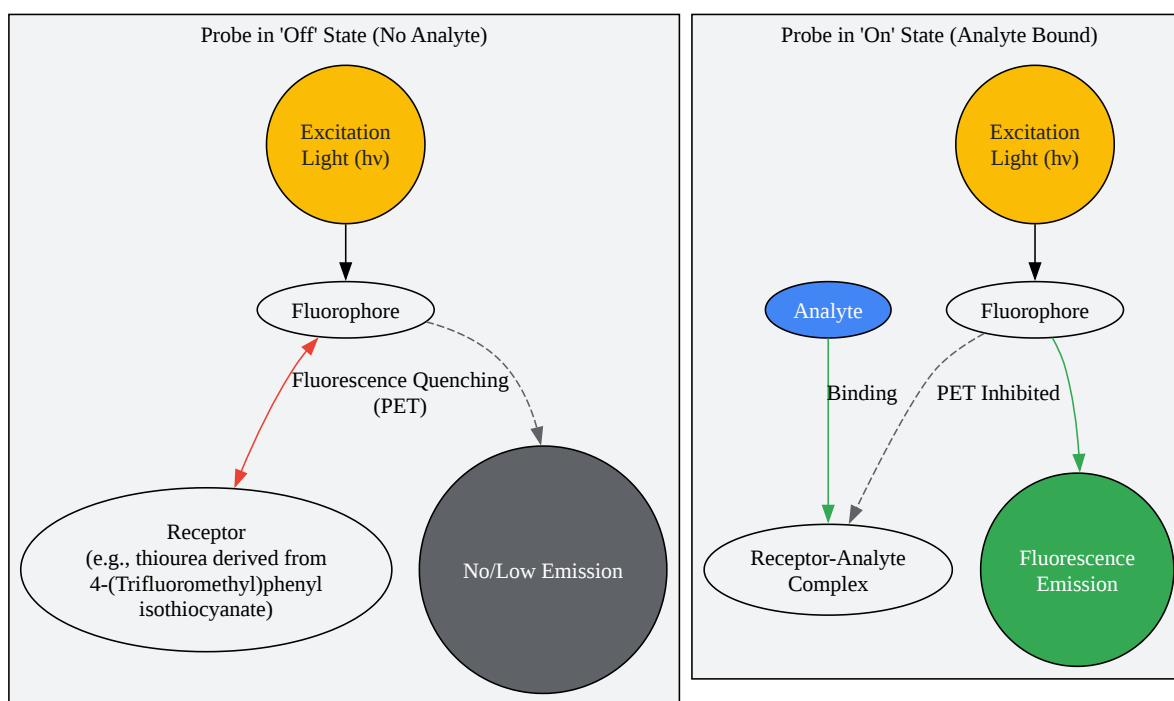 Probe in 'Off' State (No Analyte)
Excitation
Light (hν)
Fluorophore
Fluorescence Quenching
(PET)
Receptor
(e.g., thiourea derived from
4-(Trifluoromethyl)phenyl
isothiocyanate)
No/Low Emission
Probe in 'On' State (Analyte Bound)
Excitation
Light (hν)
Analyte
Fluorophore
Binding
PET Inhibited
Receptor-Analyte
Complex
Fluorescence
Emission